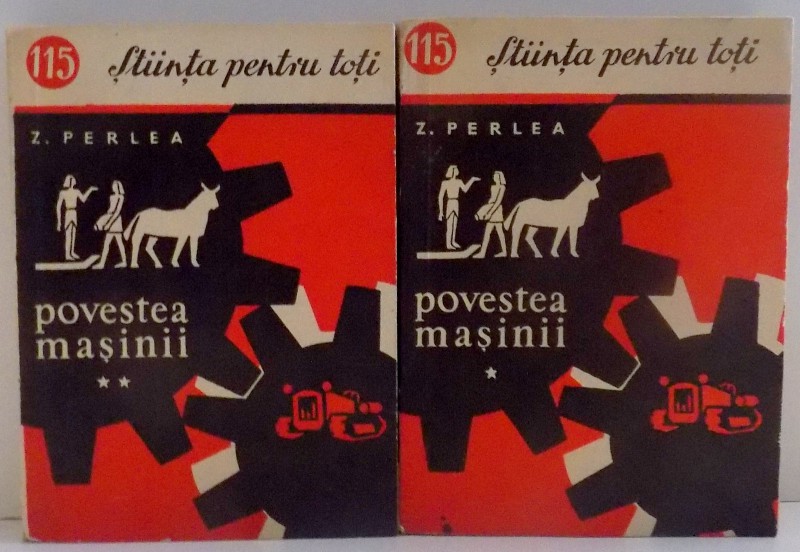 115 Știința pentru toți
Z. PERLEA
povestea
mașinii
★★
115 Știința pentru toți
Z. PERLEA
povestea
mașinii
★